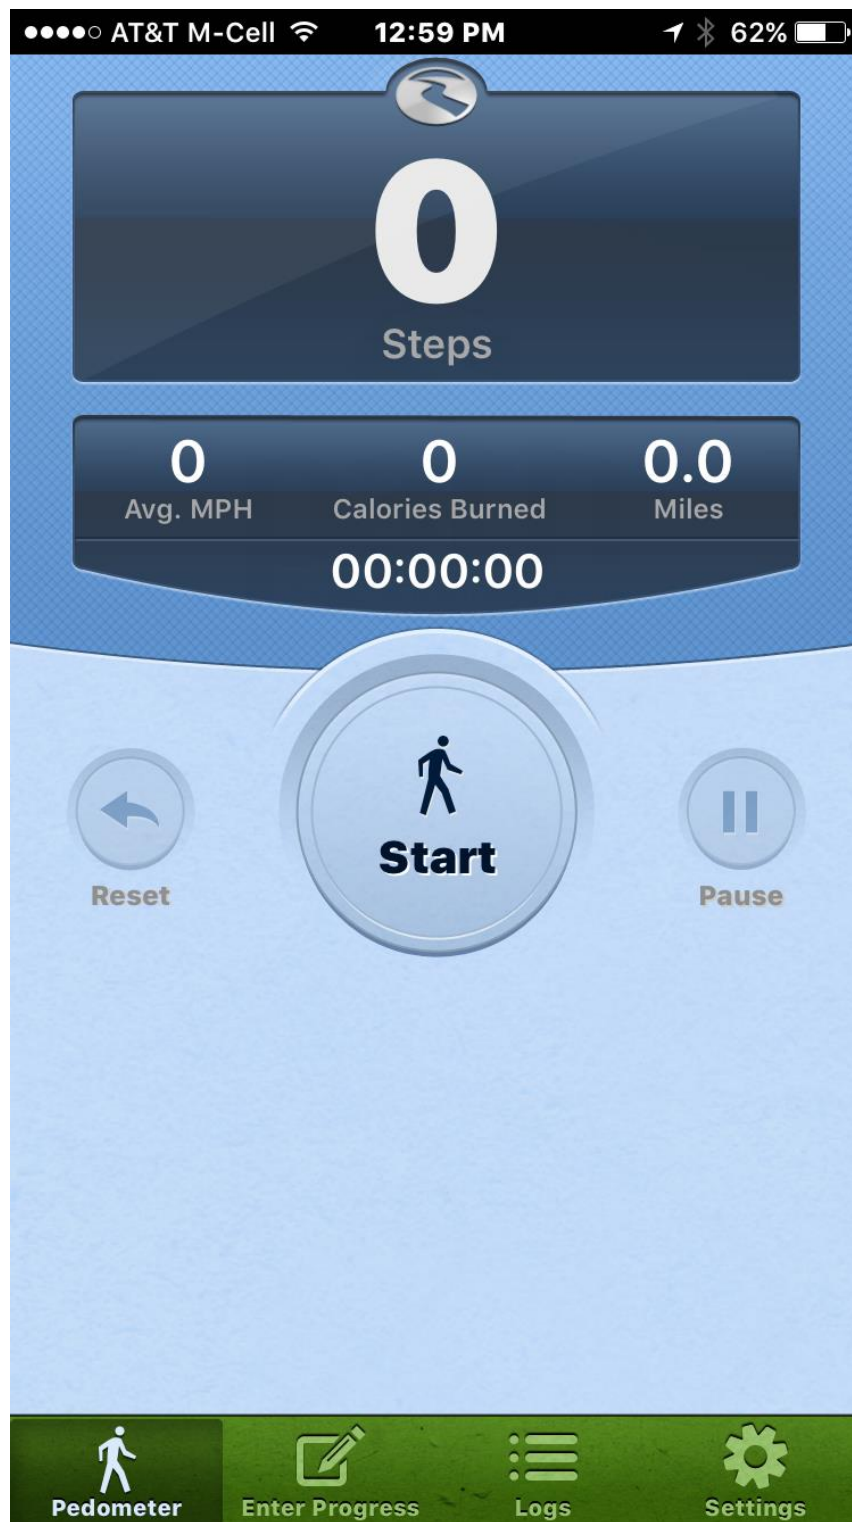 AT&T M-Cell 12:59 PM 62%
0
Steps
0 0 0.0
Avg. MPH Calories Burned Miles
00:00:00
Start
Reset Pause
Pedometer Enter Progress Logs Settings